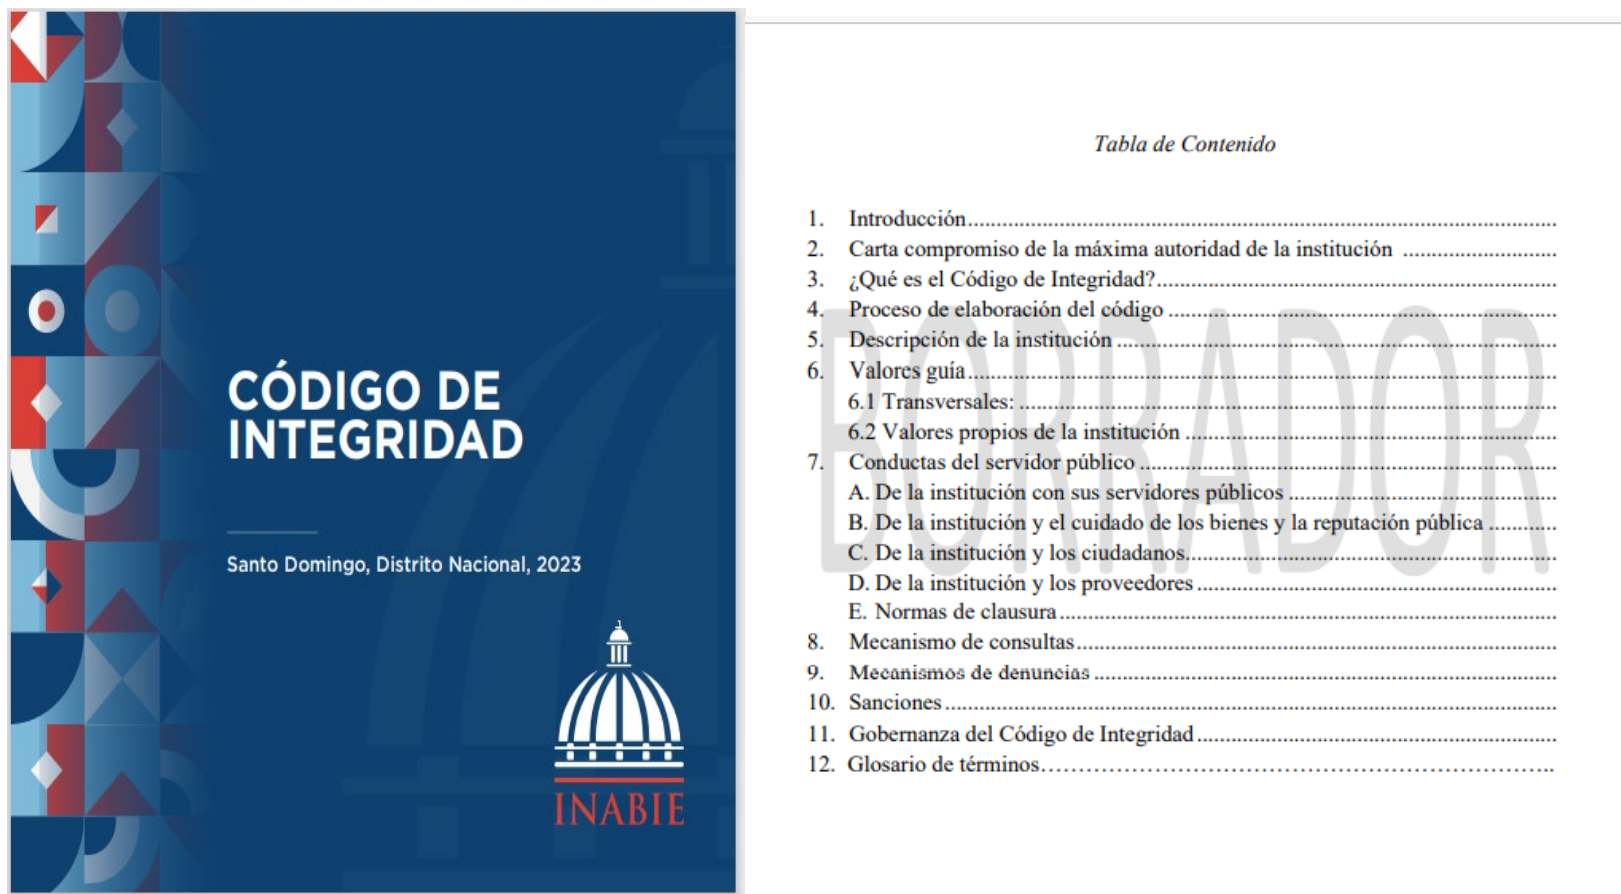 CÓDIGO DE
INTEGRIDAD
Santo Domingo, Distrito Nacional, 2023
INABIE
Tabla de Contenido
1. Introducción
2. Carta compromiso de la máxima autoridad de la institución
3. ¿Qué es el Código de Integridad?
4. Proceso de elaboración del código
5. Descripción de la institución
6. Valores guía
6.1 Transversales:
6.2 Valores propios de la institución
7. Conductas del servidor público
A. De la institución con sus servidores públicos
B. De la institución y el cuidado de los bienes y la reputación pública
C. De la institución y los ciudadanos
D. De la institución y los proveedores
E. Normas de clausura
8. Mecanismo de consultas
9. Mecanismos de denuncias
10. Sanciones
11. Gobernanza del Código de Integridad
12. Glosario de términos
BORRADOR